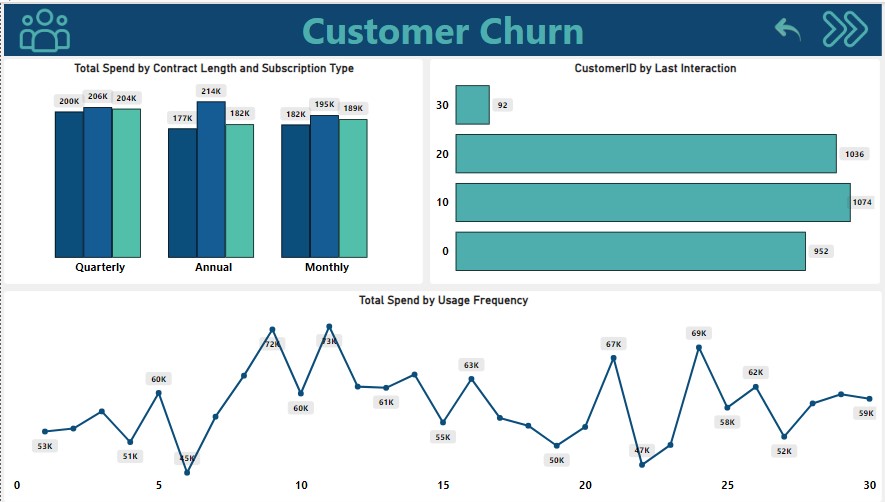 Customer Churn
Total Spend by Contract Length and Subscription Type
200K 206K 204K
177K 214K 182K
182K 195K 189K
Quarterly Annual Monthly
CustomerID by Last Interaction
30 92
20 1036
10 1074
0 952
Total Spend by Usage Frequency
53K 51K 60K 45K 72K 60K 73K 61K 55K 63K 50K 67K 47K 69K 58K 62K 52K 59K
0 5 10 15 20 25 30